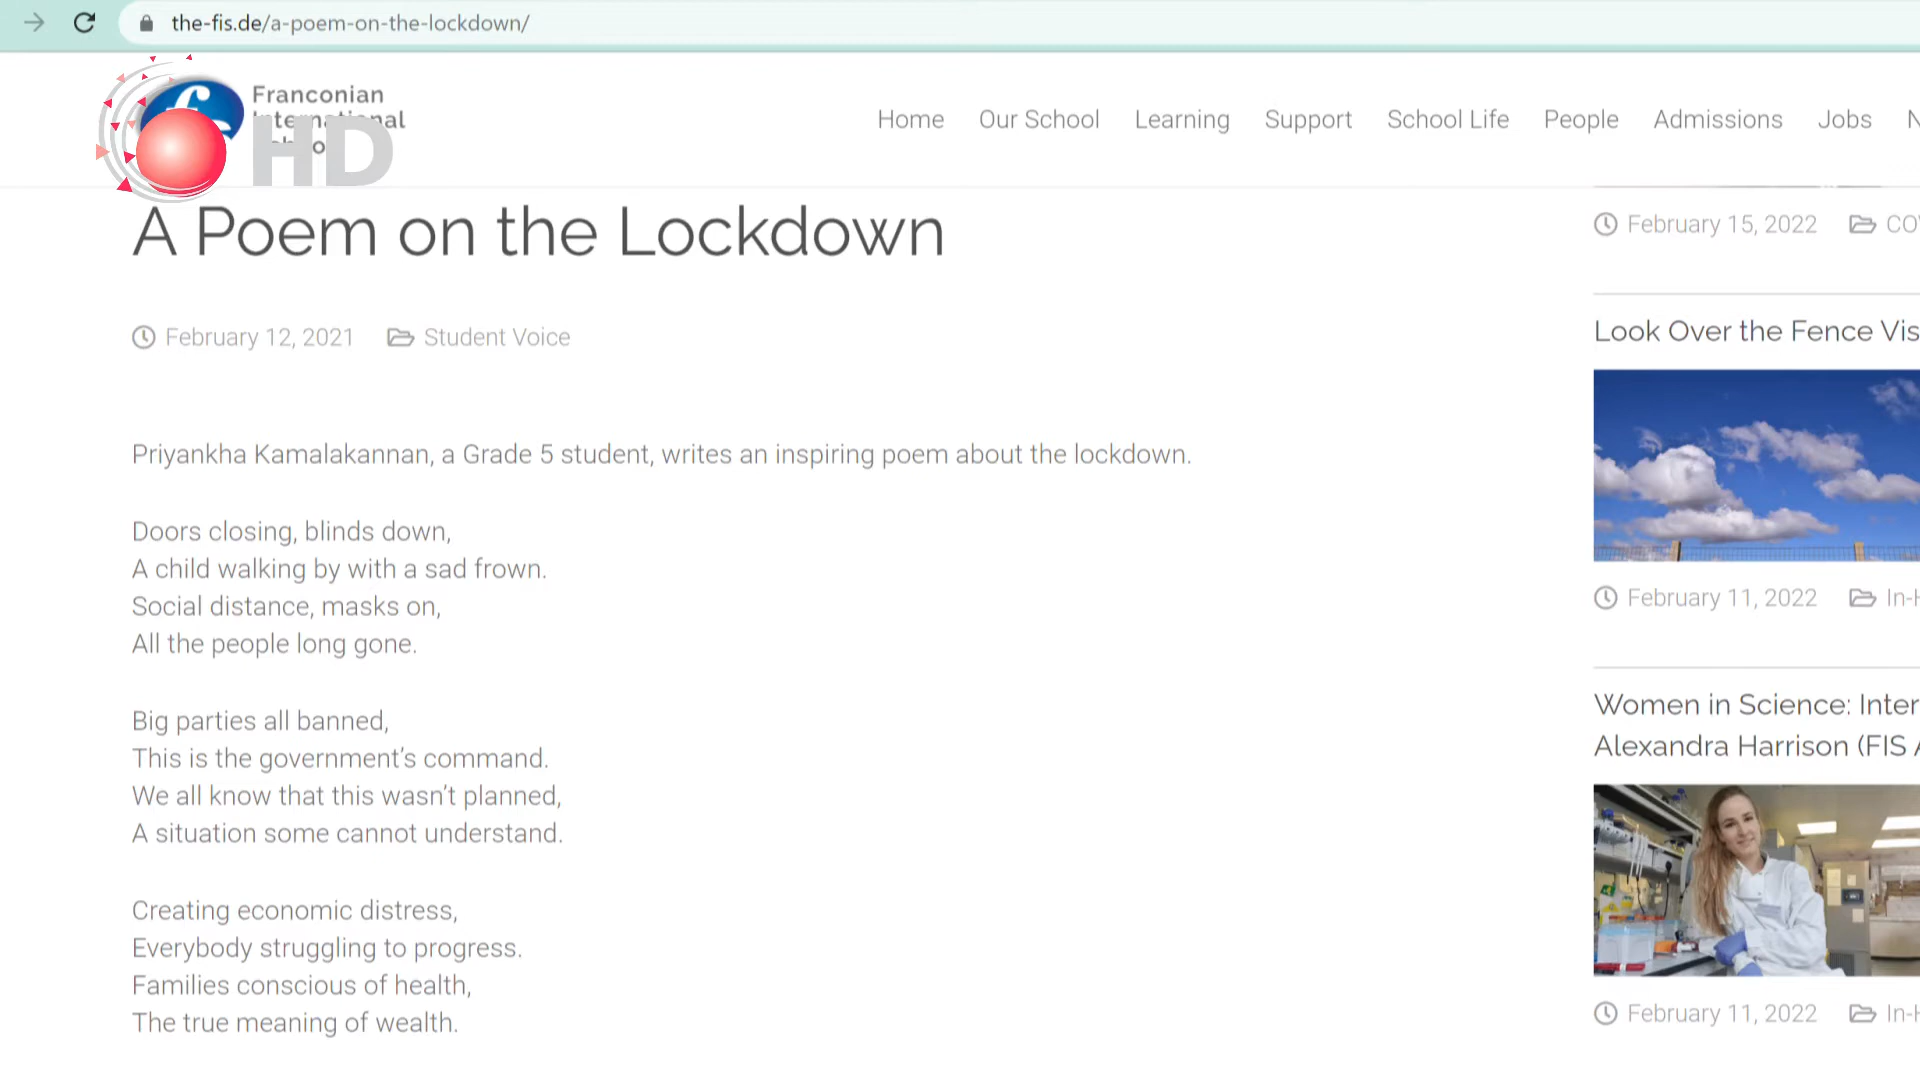 the-fis.de/a-poem-on-the-lockdown/
Franconian
International
HD
Home Our School Learning Support School Life People Admissions Jobs
A Poem on the Lockdown
February 12, 2021 Student Voice
Priyankha Kamalakannan, a Grade 5 student, writes an inspiring poem about the lockdown.
Doors closing, blinds down,
A child walking by with a sad frown.
Social distance, masks on,
All the people long gone.
Big parties all banned,
This is the government’s command.
We all know that this wasn’t planned,
A situation some cannot understand.
Creating economic distress,
Everybody struggling to progress.
Families conscious of health,
The true meaning of wealth.
February 15, 2022
Look Over the Fence Vis
February 11, 2022 In-H
Women in Science: Inter
Alexandra Harrison (FIS A
February 11, 2022 In-H